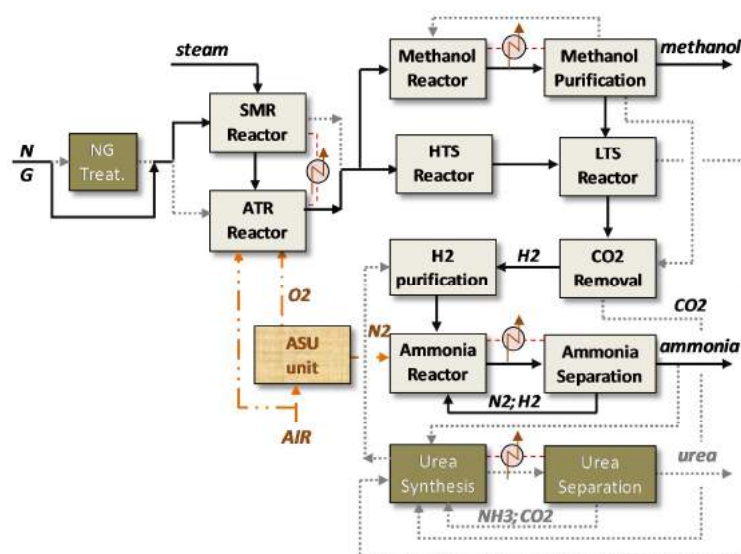 steam
methanol
Methanol
Reactor
Methanol
Purification
SMR
Reactor
N
G
NG
Treat.
HTS
Reactor
LTS
Reactor
ATR
Reactor
H2
purification
H2
CO2
Removal
O2
CO2
ASU
unit
N2
Ammonia
Reactor
Ammonia
Separation
ammonia
N2; H2
AIR
Urea
Synthesis
Urea
Separation
urea
NH3; CO2